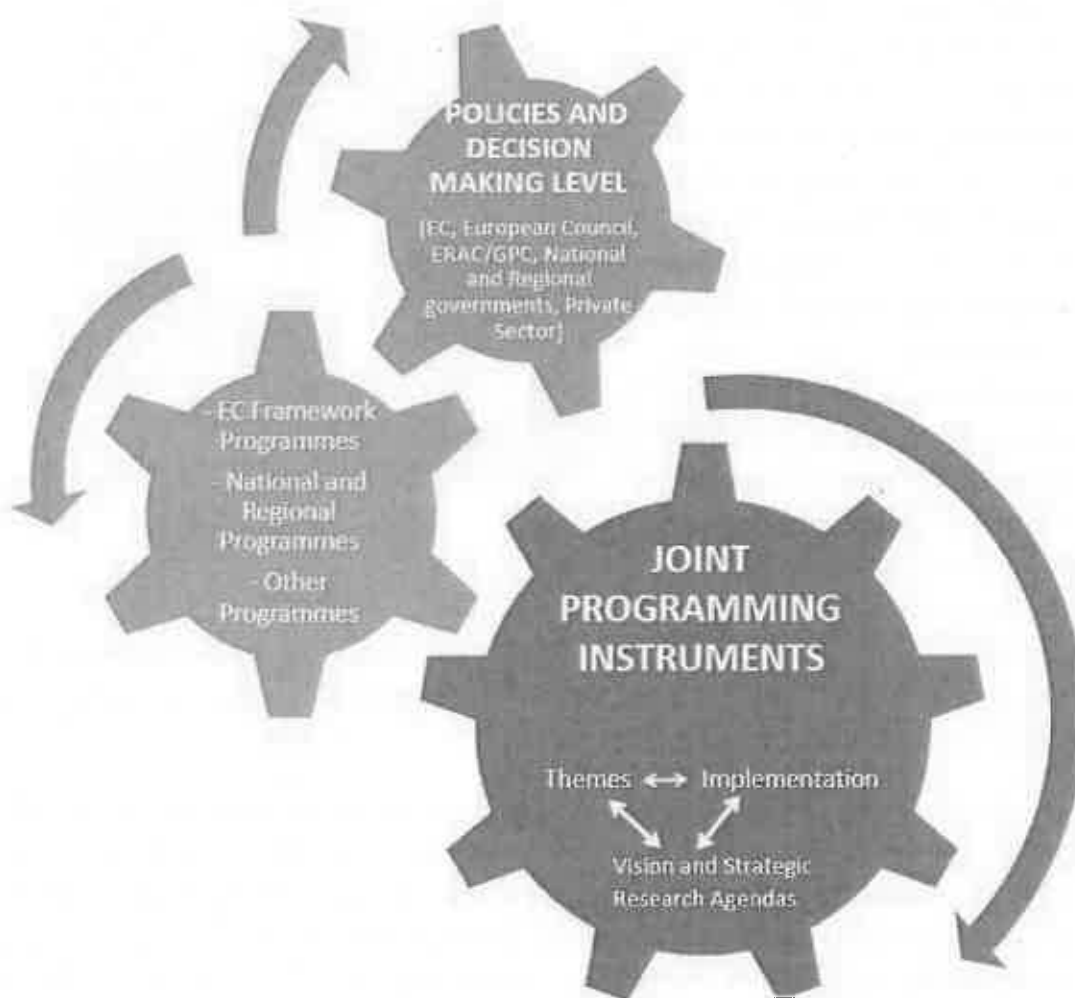 POLICIES AND
DECISION
MAKING LEVEL
(EC, European Council,
ERAC/GPC, National
and Regional
governments, Private
Sector)
- EC Framework
Programmes
- National and
Regional
Programmes
- Other
Programmes
JOINT
PROGRAMMING
INSTRUMENTS
Themes ↔ Implementation
Vision and Strategic
Research Agendas